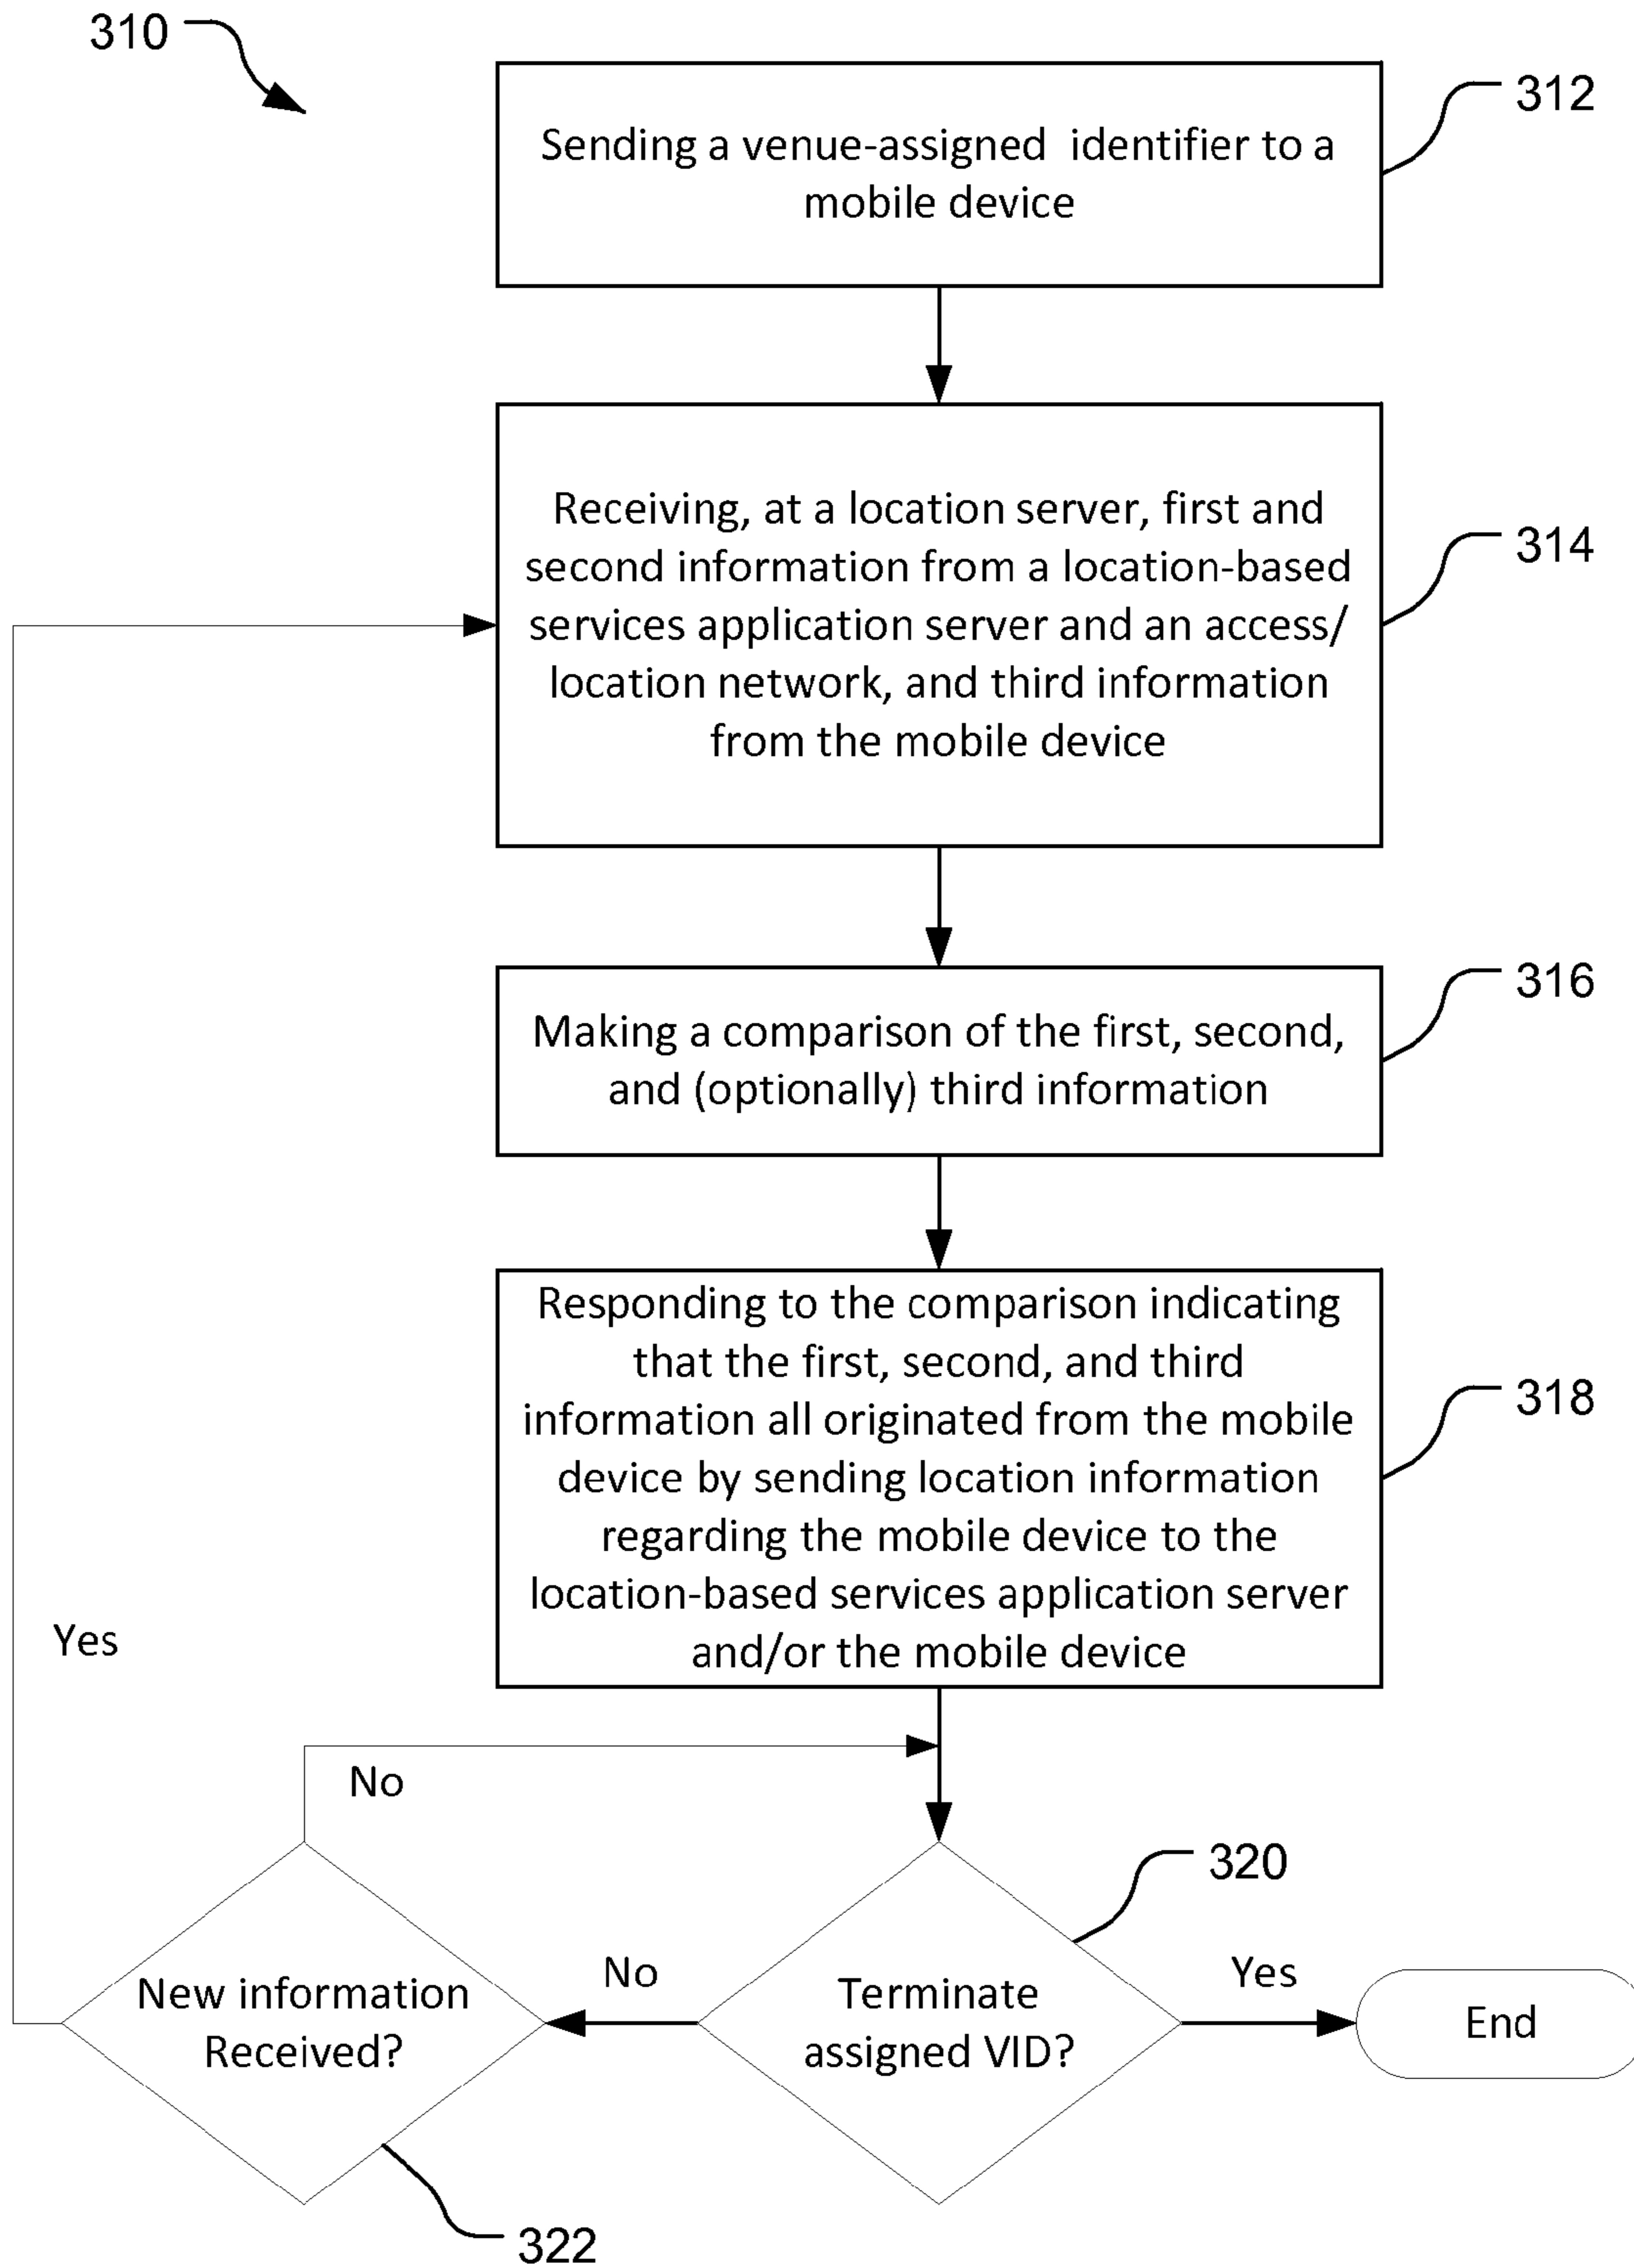 310
312
Sending a venue-assigned identifier to a
mobile device
314
Receiving, at a location server, first and
second information from a location-based
services application server and an access/
location network, and third information
from the mobile device
316
Making a comparison of the first, second,
and (optionally) third information
318
Responding to the comparison indicating
that the first, second, and third
information all originated from the mobile
device by sending location information
regarding the mobile device to the
location-based services application server
and/or the mobile device
Yes
No
320
New information
Received?
No
Terminate
assigned VID?
Yes
End
322